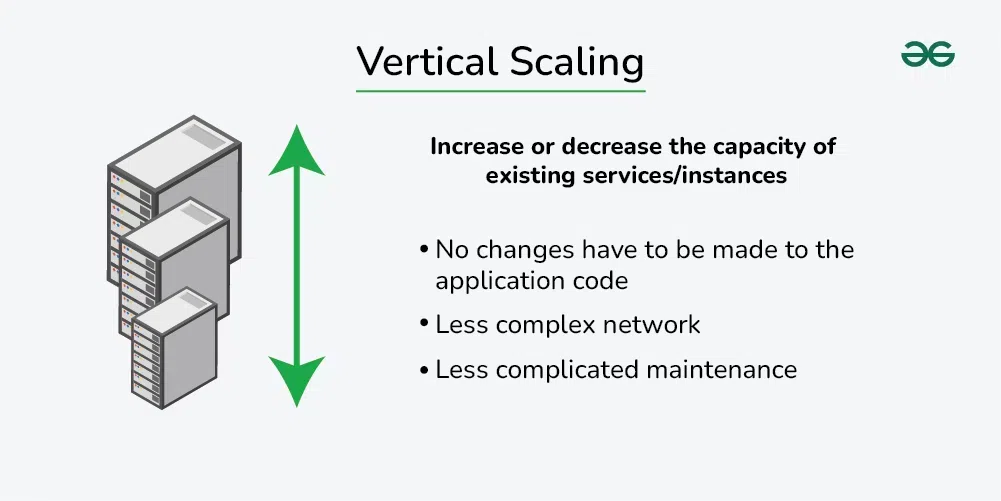 Vertical Scaling
Increase or decrease the capacity of
existing services/instances
• No changes have to be made to the
application code
• Less complex network
• Less complicated maintenance